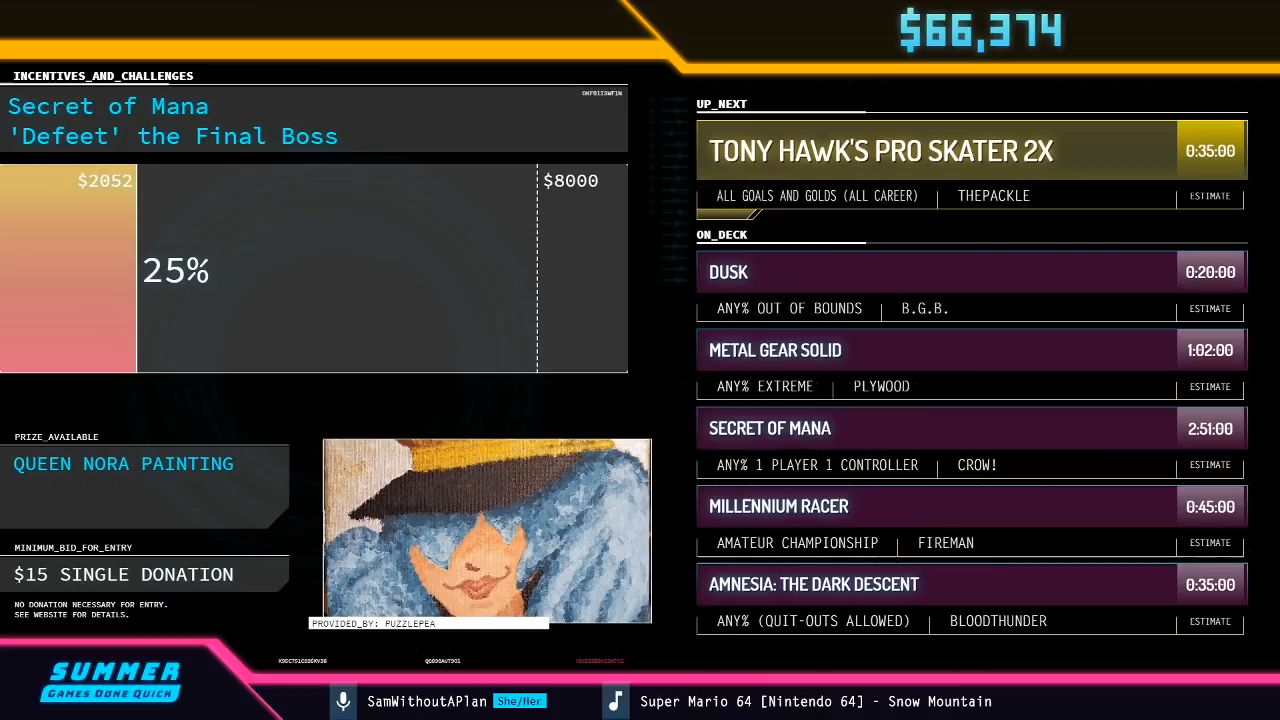 $66,374
INCENTIVES_AND_CHALLENGES
Secret of Mana
'Defeet' the Final Boss
$2052
$8000
25%
PRIZE_AVAILABLE
QUEEN NORA PAINTING
MINIMUM_BID_FOR_ENTRY
$15 SINGLE DONATION
NO DONATION NECESSARY FOR ENTRY.
SEE WEBSITE FOR DETAILS.
PROVIDED_BY: PUZZLEPEA
UP_NEXT
TONY HAWK'S PRO SKATER 2X 0:35:00
ALL GOALS AND GOLDS (ALL CAREER) THEPACKLE ESTIMATE
ON_DECK
DUSK 0:20:00
ANY% OUT OF BOUNDS B.G.B. ESTIMATE
METAL GEAR SOLID 1:02:00
ANY% EXTREME PLYWOOD ESTIMATE
SECRET OF MANA 2:51:00
ANY% 1 PLAYER 1 CONTROLLER CROW! ESTIMATE
MILLENNIUM RACER 0:45:00
AMATEUR CHAMPIONSHIP FIREMAN ESTIMATE
AMNESIA: THE DARK DESCENT 0:35:00
ANY% (QUIT-OUTS ALLOWED) BLOODTHUNDER ESTIMATE
SUMMER
GAMES DONE QUICK
SamWithoutAPlan She/Her
Super Mario 64 [Nintendo 64] - Snow Mountain